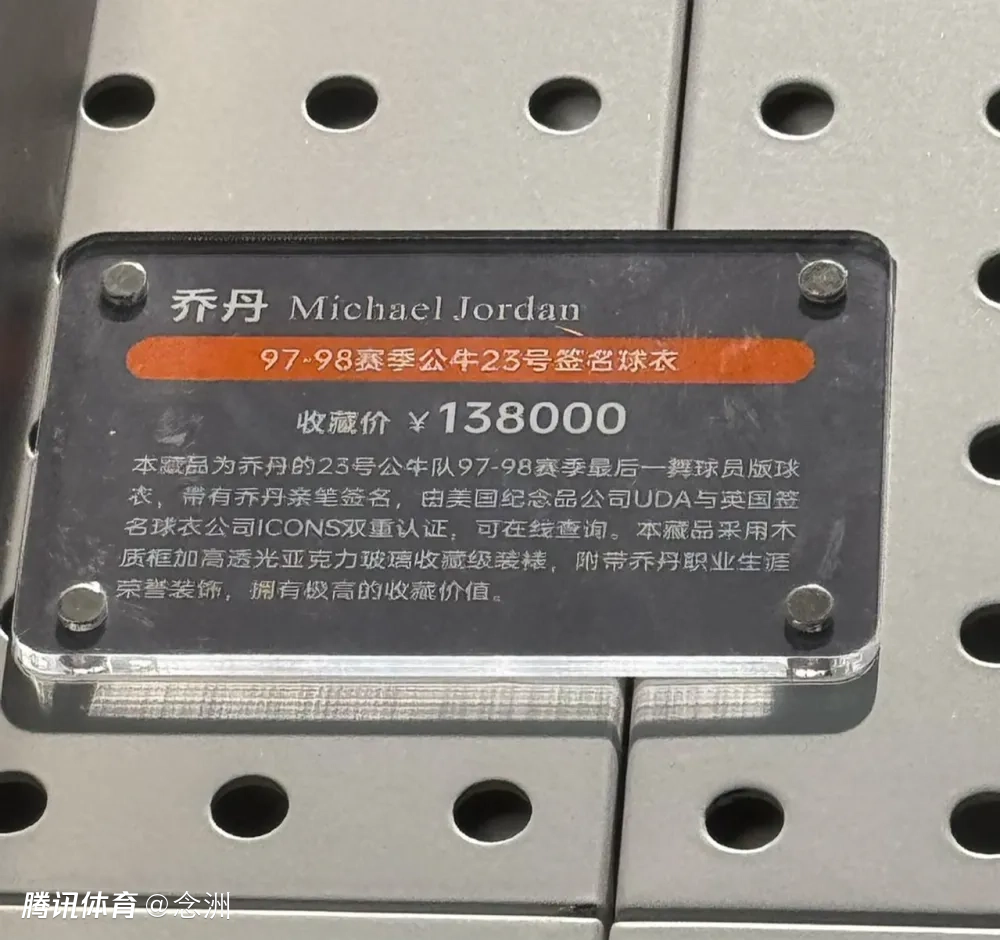 乔丹 Michael Jordan
97-98赛季公牛23号签名球衣
收藏价 ¥138000
本藏品为乔丹的23号公牛队97-98赛季最后一舞球员版球
衣，带有乔丹亲笔签名，由美国纪念品公司UDA与英国签
名球衣公司ICONS双重认证，可在线查询。本藏品采用木
质框加高透光亚克力玻璃收藏级装裱，附带乔丹职业生涯
荣誉装饰，拥有极高的收藏价值。
腾讯体育@念洲